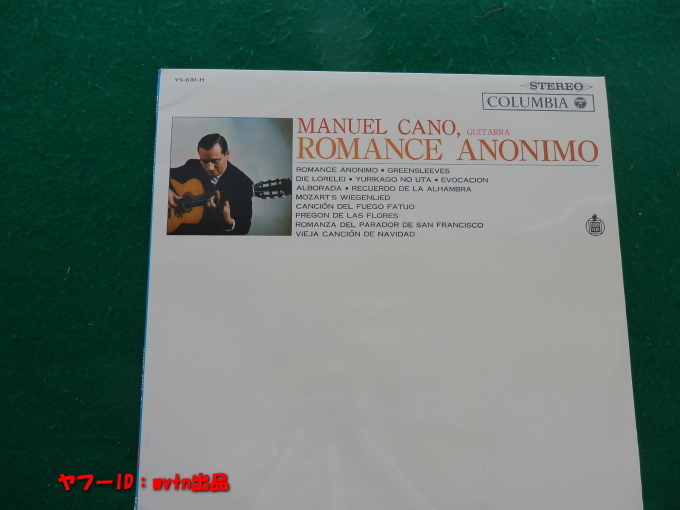 YS-631-H
STEREO
COLUMBIA
MANUEL CANO, GUITARRA
ROMANCE ANONIMO
ROMANCE ANONIMO • GREENSLEEVES
DIE LORELEI • YURIKAGO NO UTA • EVOCACION
ALBORADA • RECUERDO DE LA ALHAMBRA
MOZART'S WIEGENLIED
CANCIÓN DEL FUEGO FATUO
PREGON DE LAS FLORES
ROMANZA DEL PARADOR DE SAN FRANCISCO
VIEJA CANCIÓN DE NAVIDAD
ヤフーID：mvtn出品